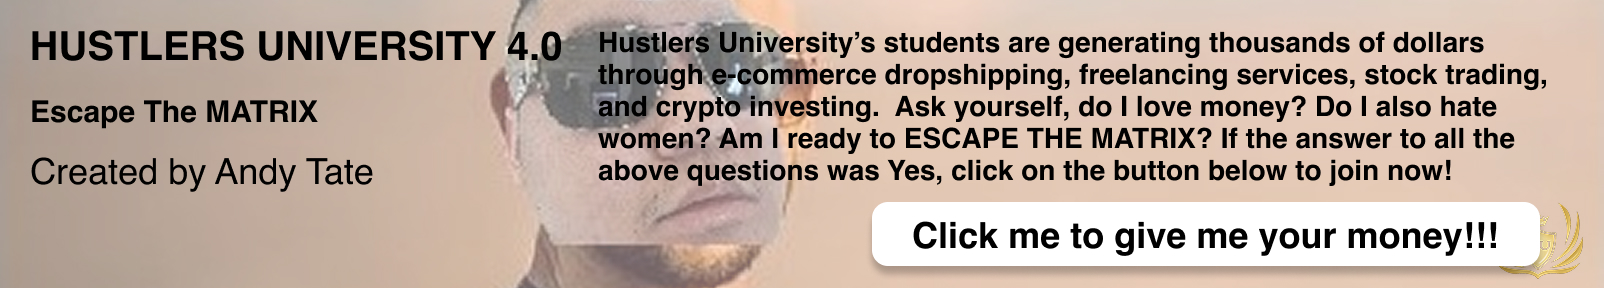 HUSTLERS UNIVERSITY 4.0
Escape The MATRIX
Created by Andy Tate
Hustlers University’s students are generating thousands of dollars
through e-commerce dropshipping, freelancing services, stock trading,
and crypto investing.  Ask yourself, do I love money? Do I also hate
women? Am I ready to ESCAPE THE MATRIX? If the answer to all the
above questions was Yes, click on the button below to join now!
Click me to give me your money!!!